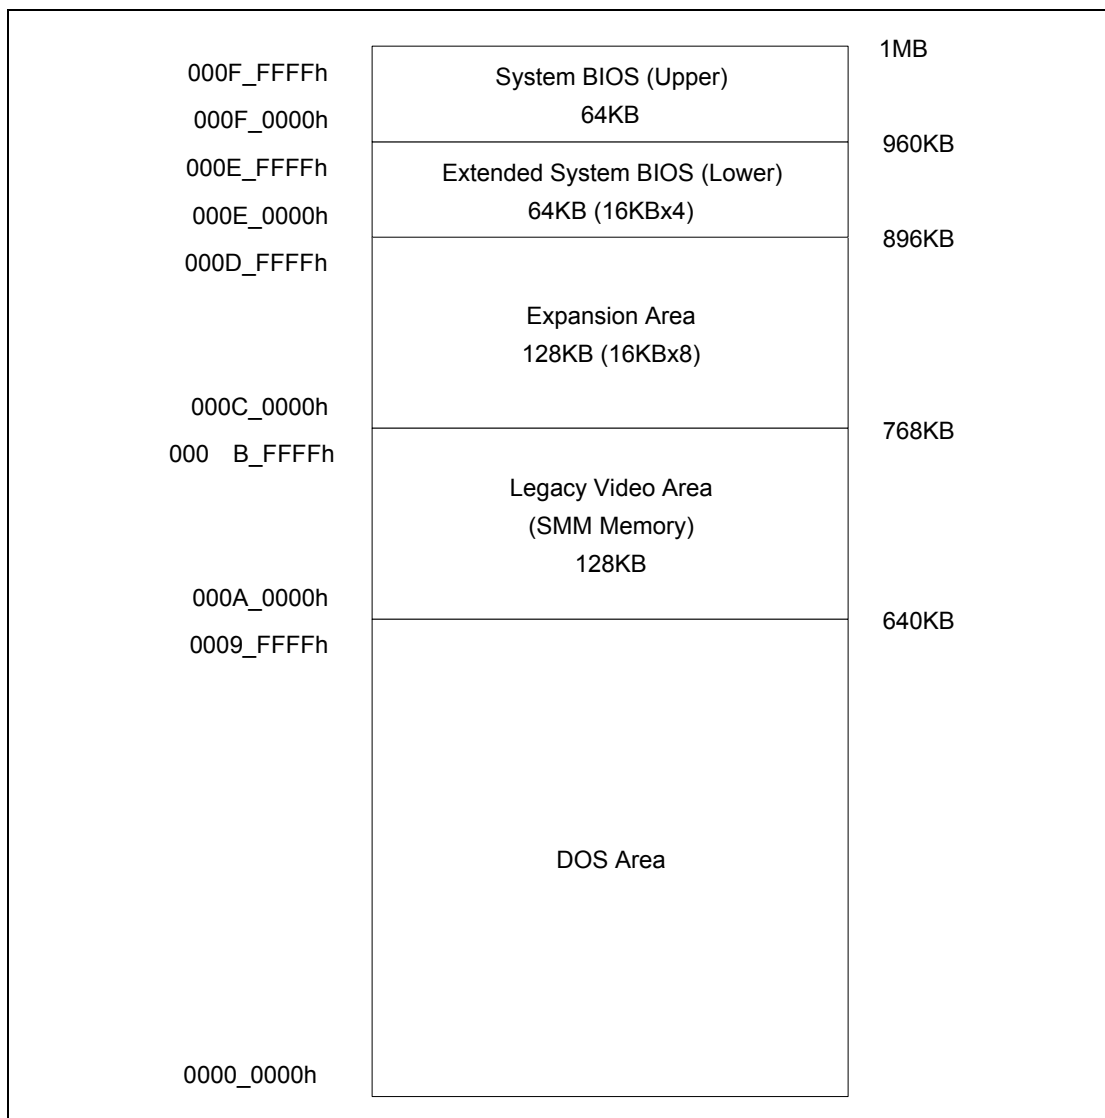 1MB
000F_FFFFh
System BIOS (Upper)
64KB
000F_0000h
960KB
000E_FFFFh
Extended System BIOS (Lower)
64KB (16KBx4)
000E_0000h
896KB
000D_FFFFh
Expansion Area
128KB (16KBx8)
000C_0000h
768KB
000 B_FFFFh
Legacy Video Area
(SMM Memory)
128KB
000A_0000h
640KB
0009_FFFFh
DOS Area
0000_0000h